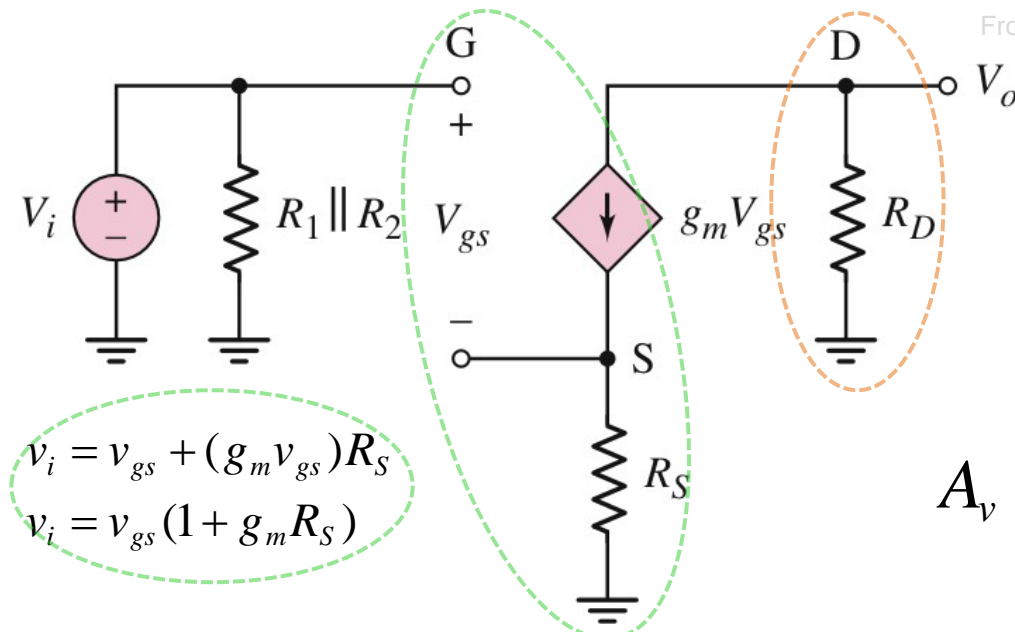 Fro
G
D
V_o
+
V_i
+
−
R_1 || R_2
V_gs
g_m V_gs
R_D
−
S
v_i = v_gs + (g_m v_gs)R_S
v_i = v_gs(1 + g_m R_S)
R_S
A_v